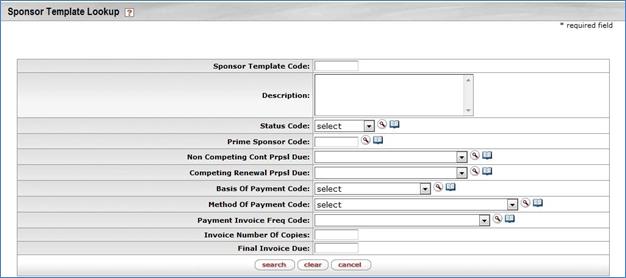 Sponsor Template Lookup ?
* required field
Sponsor Template Code:
Description:
Status Code: select
Prime Sponsor Code:
Non Competing Cont Prpsl Due:
Competing Renewal Prpsl Due:
Basis Of Payment Code: select
Method Of Payment Code: select
Payment Invoice Freq Code:
Invoice Number Of Copies:
Final Invoice Due:
search clear cancel